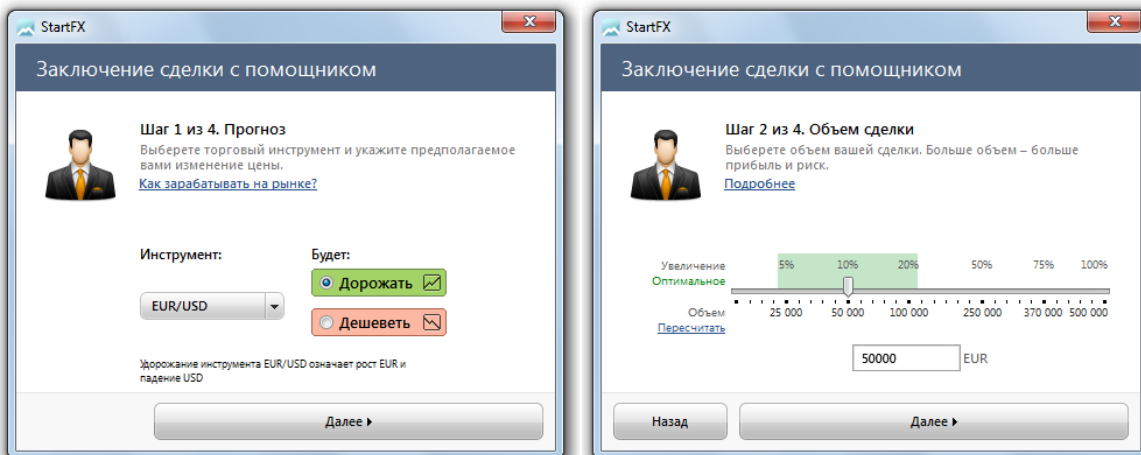 StartFX
Заключение сделки с помощником
Шаг 1 из 4. Прогноз
Выберете торговый инструмент и укажите предполагаемое
вами изменение цены.
Как зарабатывать на рынке?
Инструмент:
Будет:
EUR/USD
Дорожать
Дешеветь
Удорожание инструмента EUR/USD означает рост EUR и
падение USD
Далее
StartFX
Заключение сделки с помощником
Шаг 2 из 4. Объем сделки
Выберете объем вашей сделки. Больше объем – больше
прибыль и риск.
Подробнее
Увеличение 5% 10% 20% 50% 75% 100%
Оптимальное
Объем 25 000 50 000 100 000 250 000 370 000 500 000
Пересчитать
50000 EUR
Назад
Далее